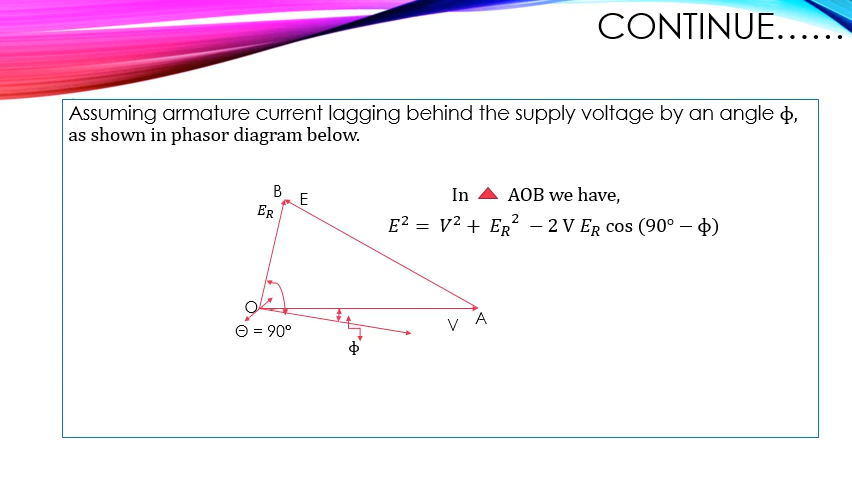 CONTINUE......
Assuming armature current lagging behind the supply voltage by an angle ϕ,
as shown in phasor diagram below.
B
E
E_R
In AOB we have,
E² = V² + E_R² − 2 V E_R cos (90° − ϕ)
O
A
V
Θ = 90°
ϕ